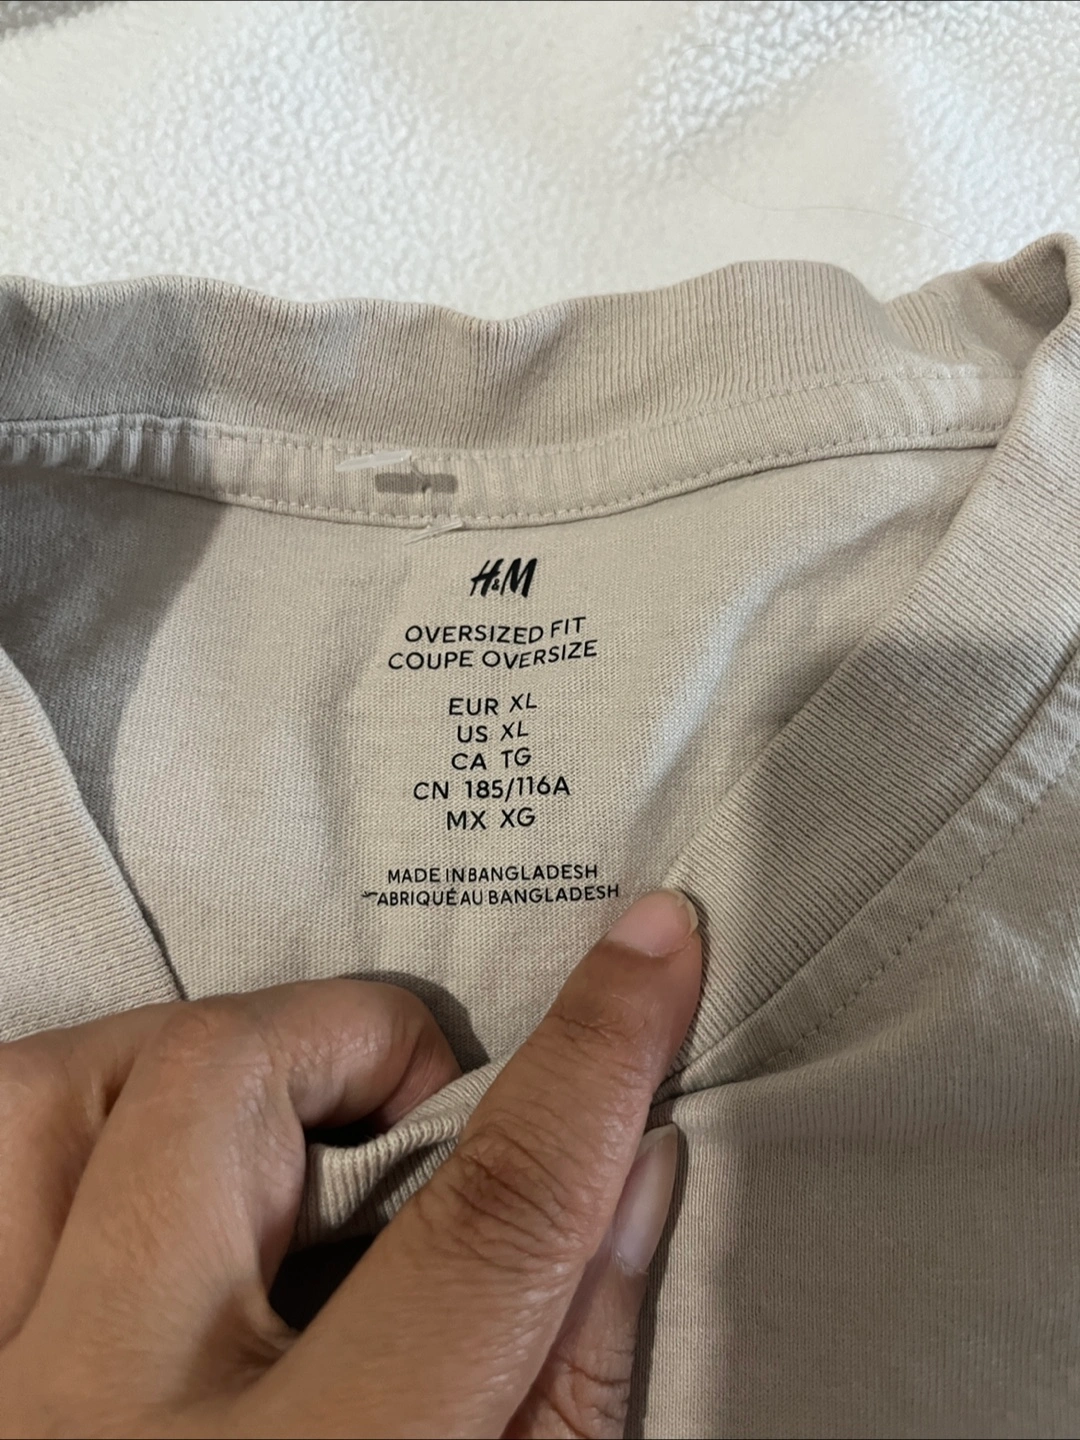 H&M
OVERSIZED FIT
COUPE OVERSIZE
EUR XL
US XL
CA TG
CN 185/116A
MX XG
MADE IN BANGLADESH
FABRIQUÉ AU BANGLADESH